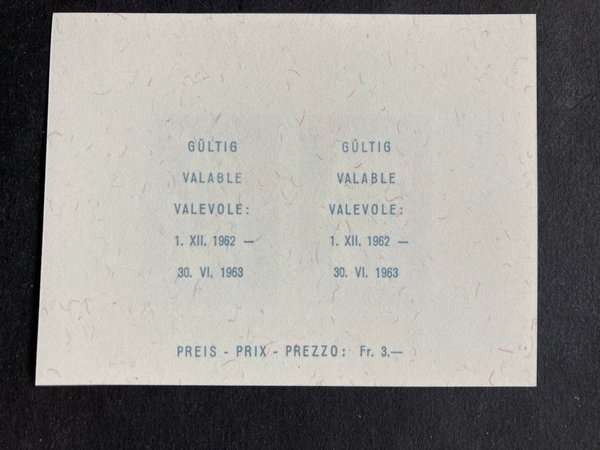 GÜLTIG
VALABLE
VALEVOLE:
1. XII. 1962 —
30. VI. 1963
GÜLTIG
VALABLE
VALEVOLE:
1. XII. 1962 —
30. VI. 1963
PREIS - PRIX - PREZZO: Fr. 3.—